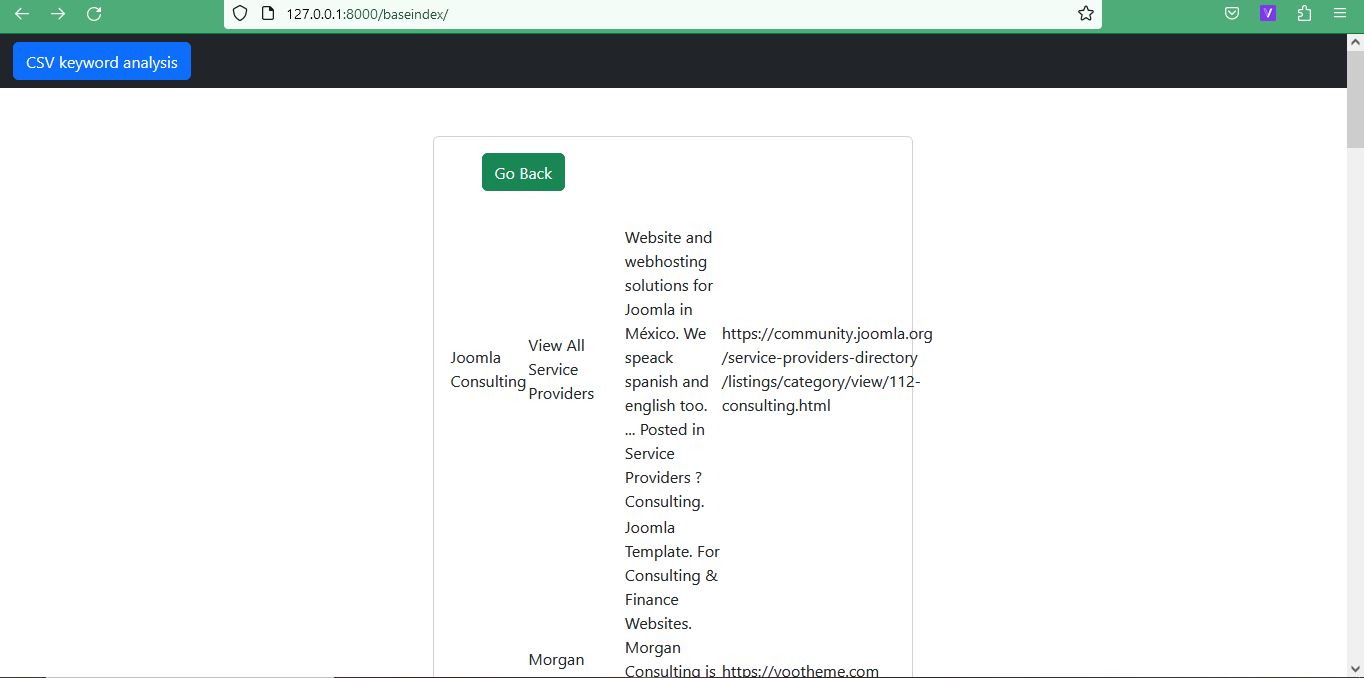 127.0.0.1:8000/baseindex/
V
CSV keyword analysis
Go Back
Joomla
Consulting
View All
Service
Providers
Website and
webhosting
solutions for
Joomla in
México. We
speack
spanish and
english too.
... Posted in
Service
Providers ?
Consulting.
https://community.joomla.org
/service-providers-directory
/listings/category/view/112-
consulting.html
Morgan
Joomla
Template. For
Consulting &
Finance
Websites.
Morgan
Consulting is
https://yootheme.com